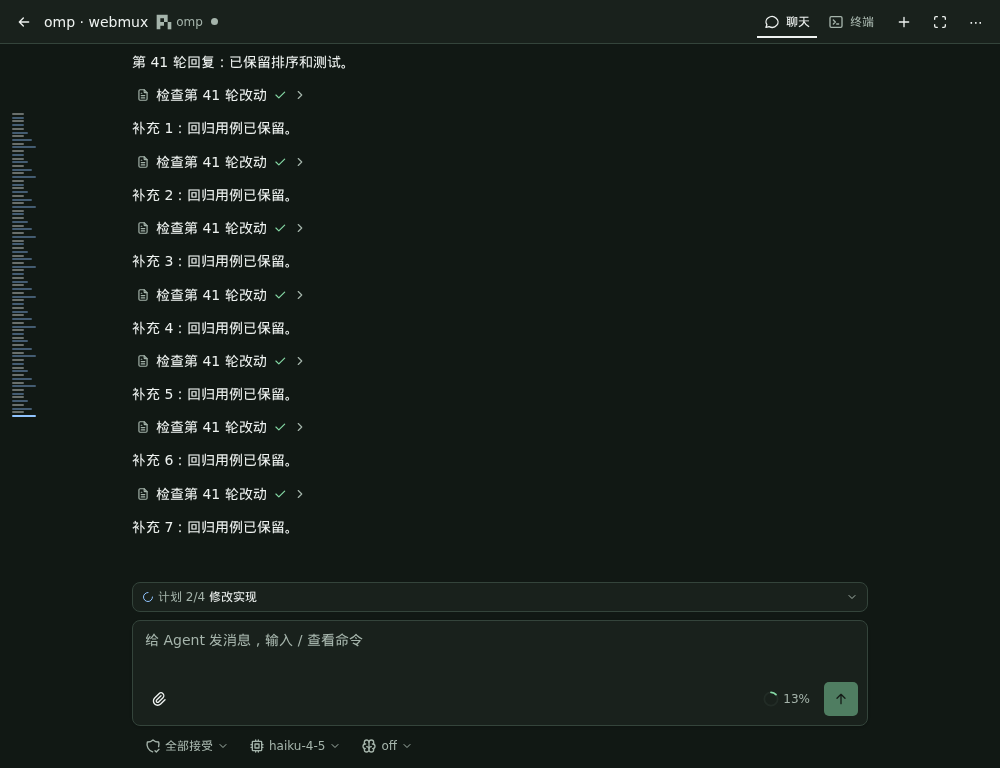 omp · webmux omp 聊天 终端
第 41 轮回复：已保留排序和测试。
检查第 41 轮改动
补充 1：回归用例已保留。
检查第 41 轮改动
补充 2：回归用例已保留。
检查第 41 轮改动
补充 3：回归用例已保留。
检查第 41 轮改动
补充 4：回归用例已保留。
检查第 41 轮改动
补充 5：回归用例已保留。
检查第 41 轮改动
补充 6：回归用例已保留。
检查第 41 轮改动
补充 7：回归用例已保留。
计划 2/4 修改实现
给 Agent 发消息，输入 / 查看命令
13%
全部接受 haiku-4-5 off